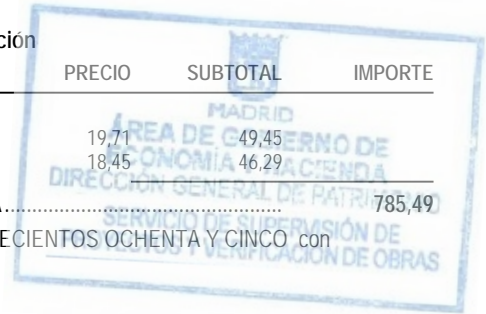 ción
PRECIO SUBTOTAL IMPORTE
MADRID
19,71 49,45
ÁREA DE GOBIERNO DE
18,45 46,29
ECONOMÍA Y HACIENDA
DIRECCIÓN GENERAL DE PATRIMONIO
A...................................................... 785,49
SERVICIO DE SUPERVISIÓN DE
ECIENTOS OCHENTA Y CINCO con
Y VERIFICACIÓN DE OBRAS